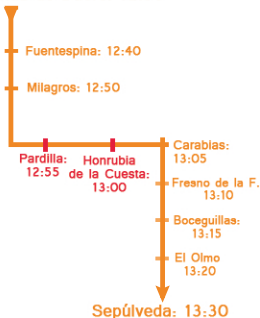 Fuentespina: 12:40
Milagros: 12:50
Pardilla:
12:55
Honrubia
de la Cuesta:
13:00
Carabias:
13:05
Fresno de la F.
13:10
Boceguillas:
13:15
El Olmo
13:20
Sepúlveda: 13:30